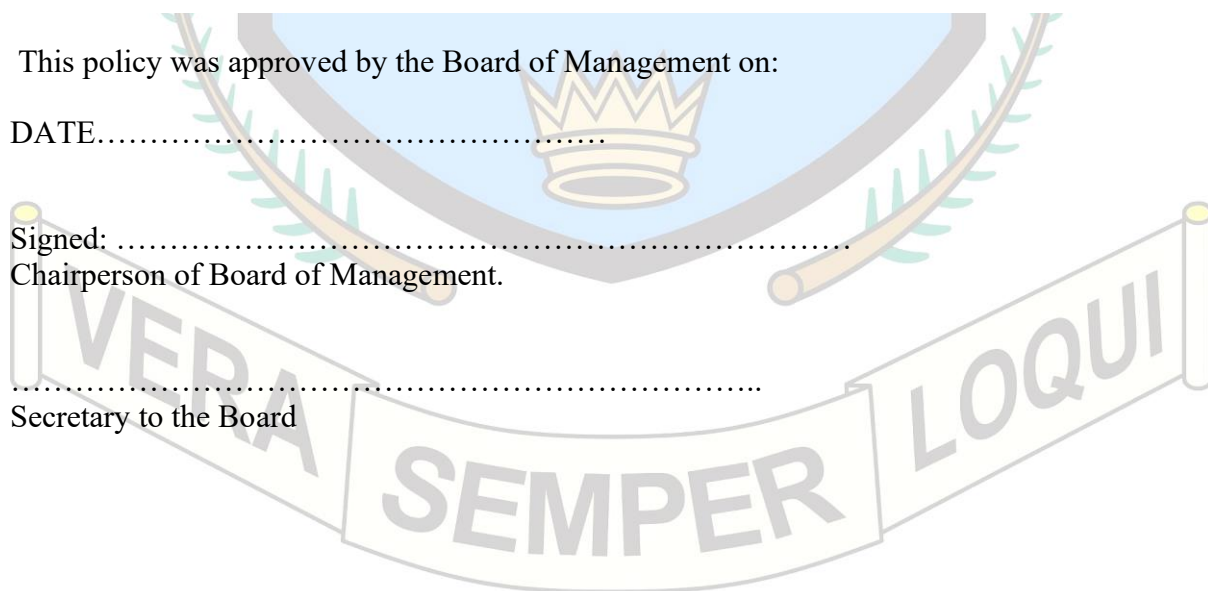 This policy was approved by the Board of Management on:
DATE………………………………………….
Signed: ……………………………………………………………
Chairperson of Board of Management.
……………………………………………………………..
Secretary to the Board
VERA SEMPER LOQUI